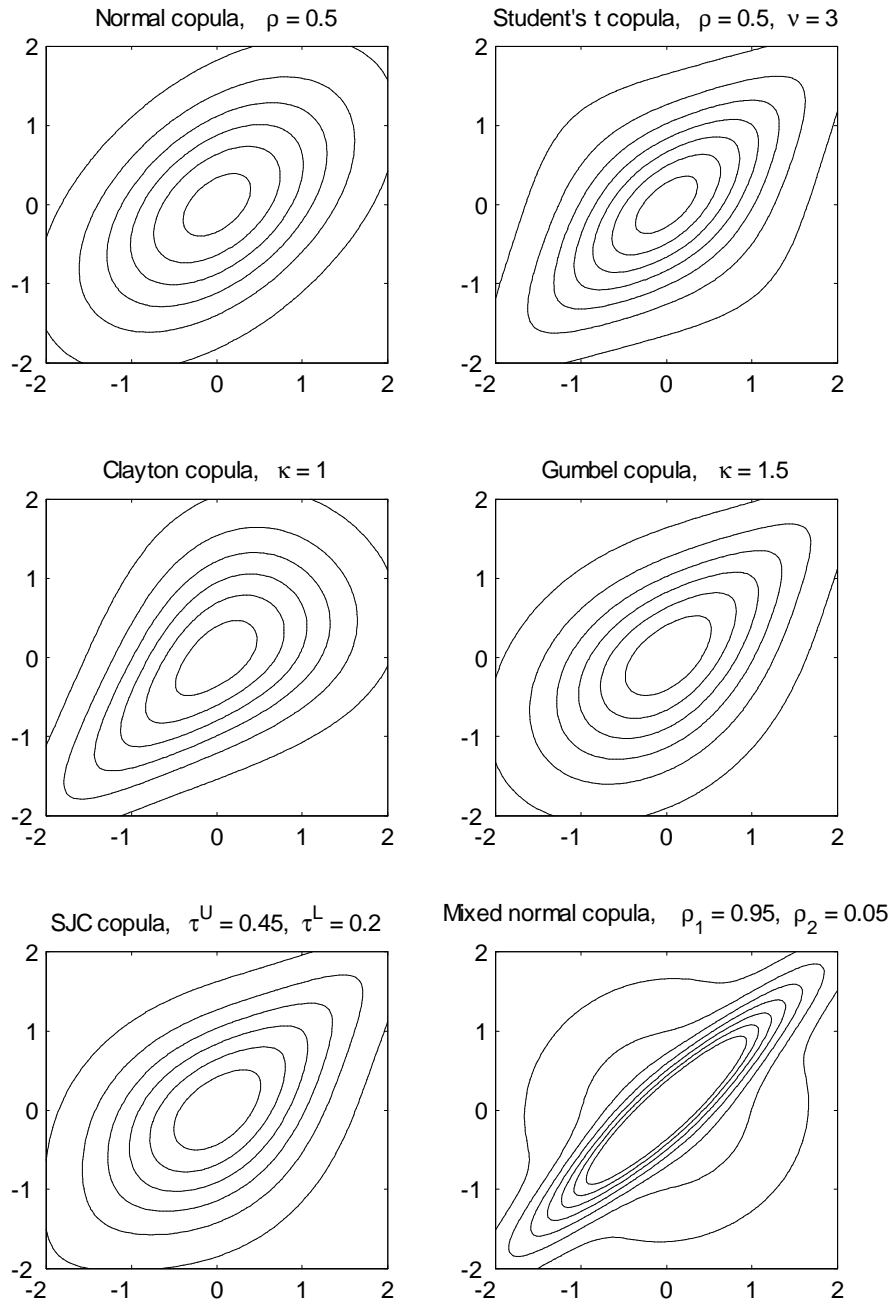 Normal copula, ρ = 0.5
2
1
0
-1
-2
-2 -1 0 1 2
Student's t copula, ρ = 0.5, ν = 3
2
1
0
-1
-2
-2 -1 0 1 2
Clayton copula, κ = 1
2
1
0
-1
-2
-2 -1 0 1 2
Gumbel copula, κ = 1.5
2
1
0
-1
-2
-2 -1 0 1 2
SJC copula, τ^U = 0.45, τ^L = 0.2
2
1
0
-1
-2
-2 -1 0 1 2
Mixed normal copula, ρ_1 = 0.95, ρ_2 = 0.05
2
1
0
-1
-2
-2 -1 0 1 2